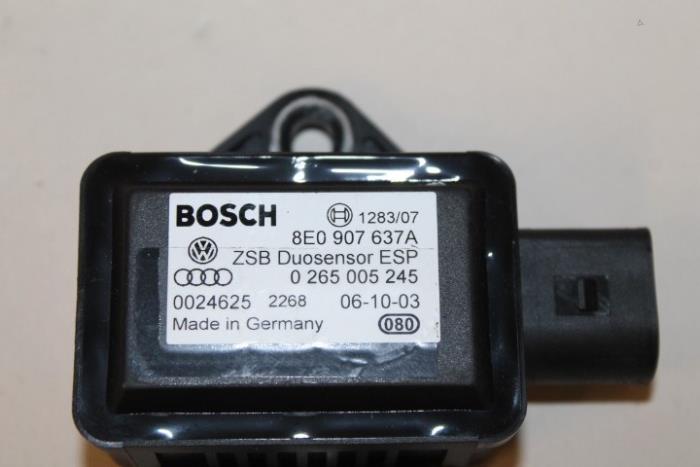 BOSCH 1283/07
8E0 907 637A
ZSB Duosensor ESP
0 265 005 245
0024625 2268 06-10-03
Made in Germany 080